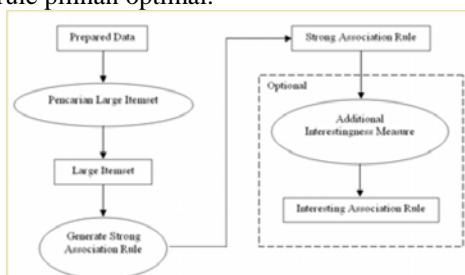 rule pilihan optimal.
Prepared Data
Pencarian Large Itemset
Large Itemset
Generate Strong
Association Rule
Strong Association Rule
Optional
Additional
Interestingness Measure
Interesting Association Rule